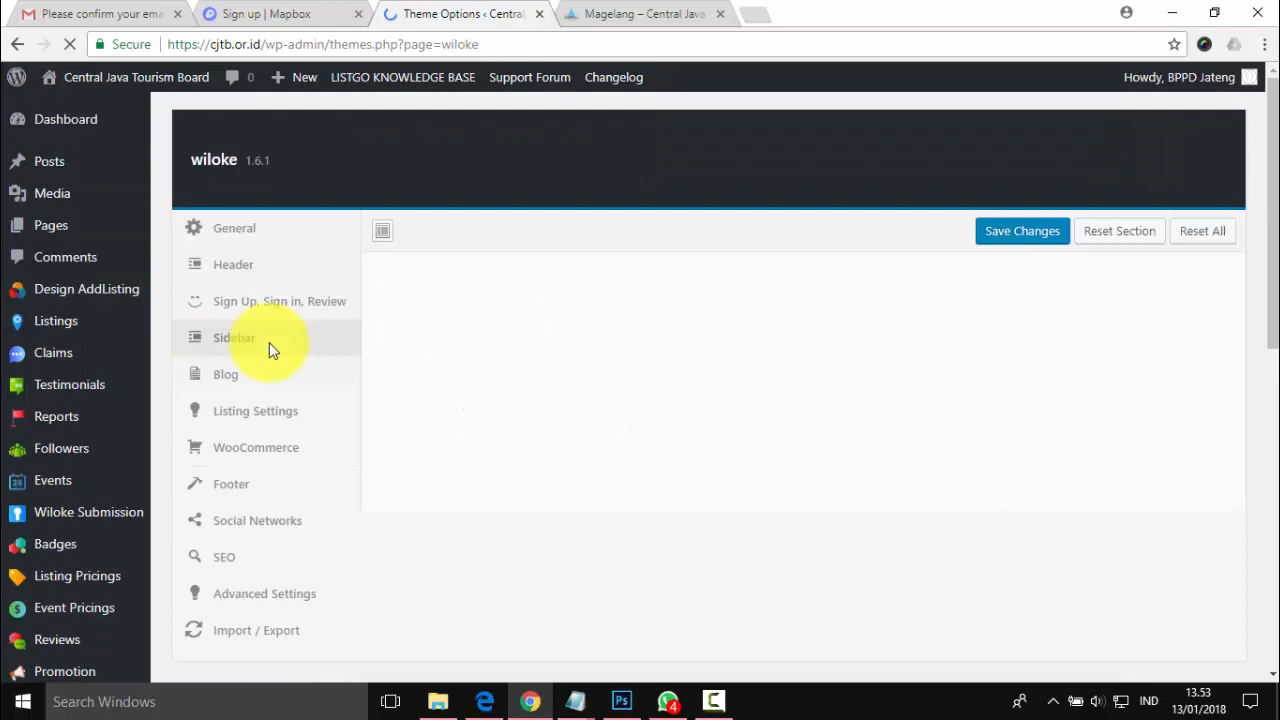 Please confirm your ema
Sign up | Mapbox
Theme Options ‹ Central
Magelang – Central Java
Secure
https://cjtb.or.id/wp-admin/themes.php?page=wiloke
Central Java Tourism Board
0
New
LISTGO KNOWLEDGE BASE
Support Forum
Changelog
Howdy, BPPD Jateng
Dashboard
Posts
Media
Pages
Comments
Design AddListing
Listings
Claims
Testimonials
Reports
Followers
Events
Wiloke Submission
Badges
Listing Pricings
Event Pricings
Reviews
Promotion
wiloke 1.6.1
General
Header
Sign Up, Sign in, Review
Sidebar
Blog
Listing Settings
WooCommerce
Footer
Social Networks
SEO
Advanced Settings
Import / Export
Save Changes
Reset Section
Reset All
Search Windows
Ps
4
IND
13.53
13/01/2018